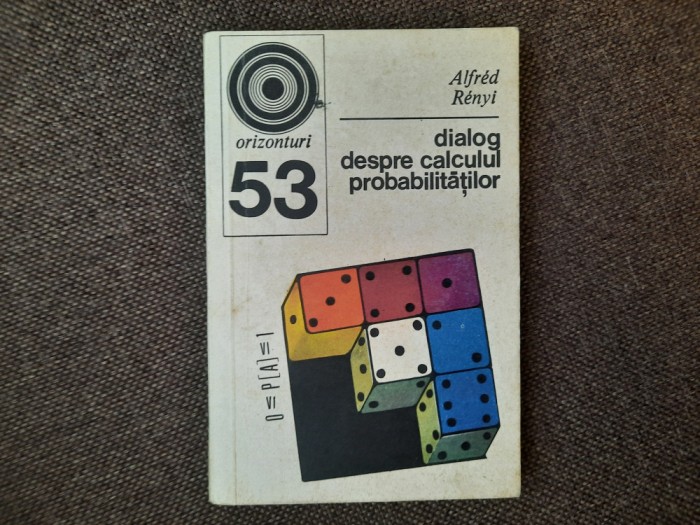 orizonturi
53
Alfréd
Rényi
dialog
despre calculul
probabilităților
0 ≤ P[A] ≤ 1